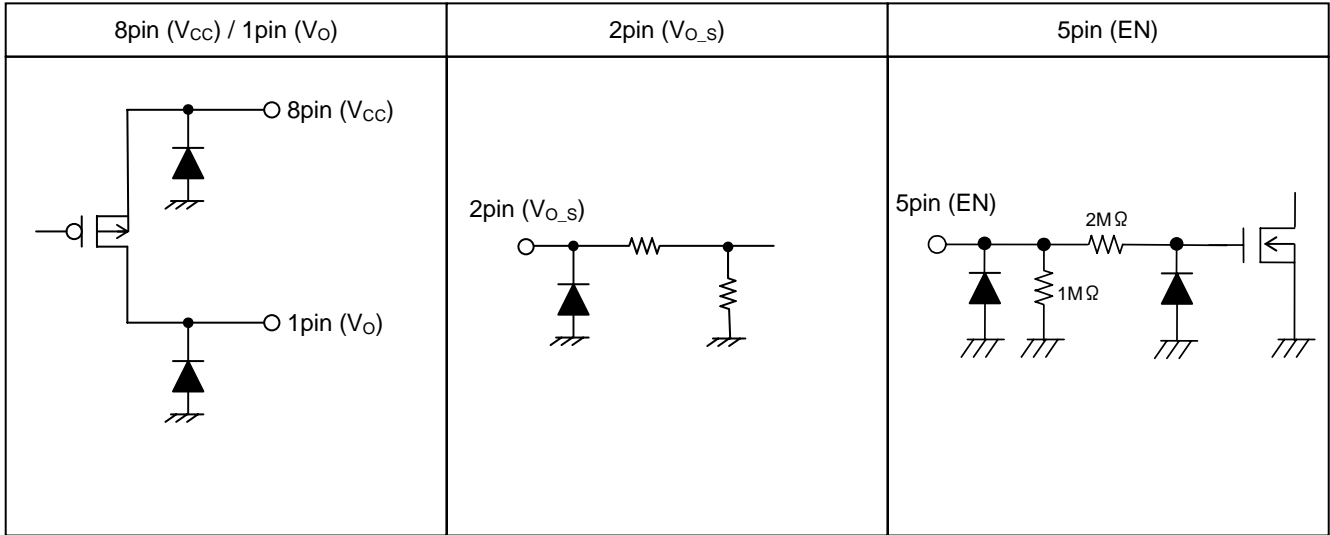 8pin (VCC) / 1pin (VO)
2pin (VO_S)
5pin (EN)
8pin (VCC)
1pin (VO)
2pin (VO_S)
5pin (EN)
2MΩ
1MΩ